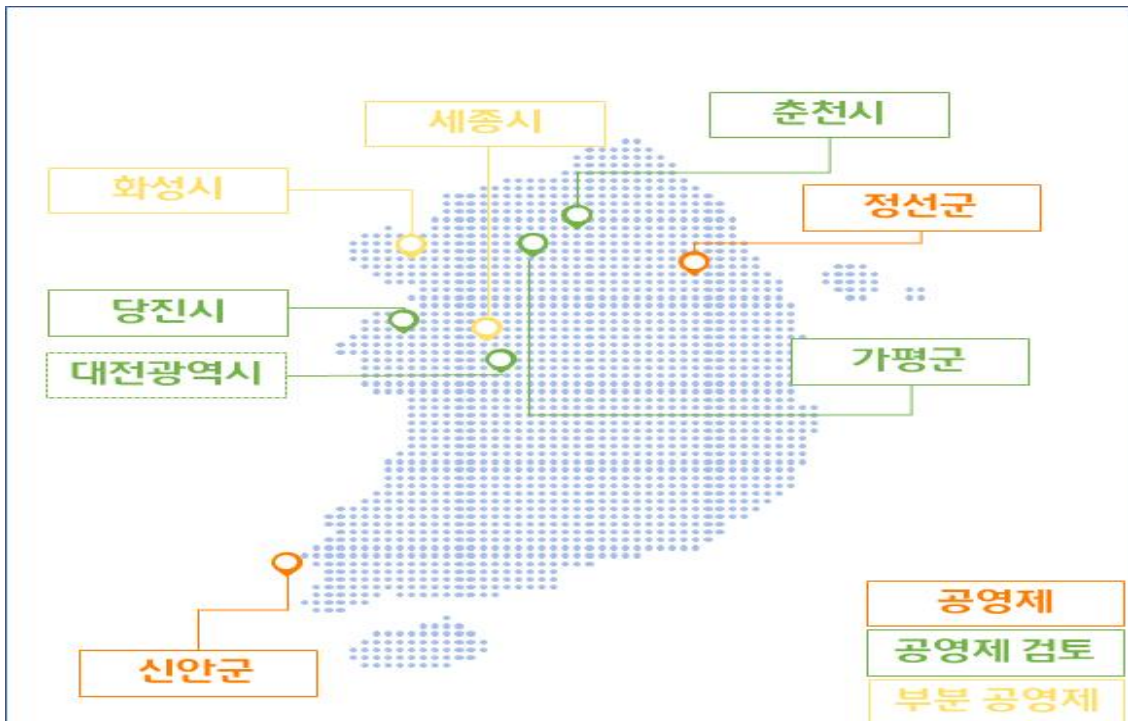 춘천시
세종시
화성시
정선군
당진시
대전광역시
가평군
신안군
공영제
공영제 검토
부분 공영제